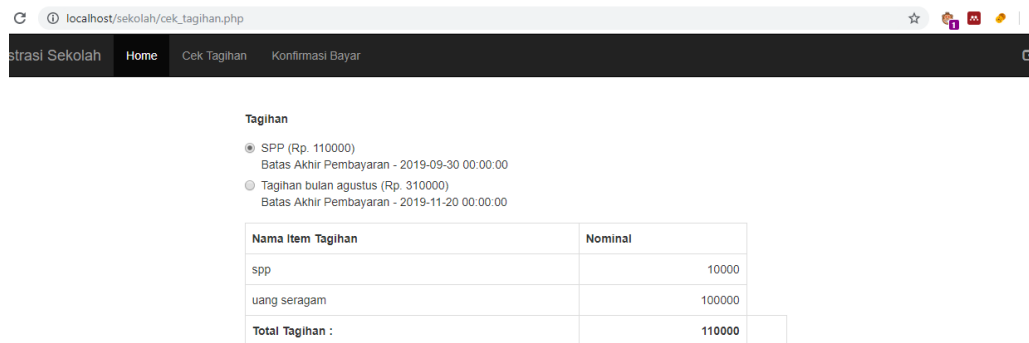 localhost/sekolah/cek_tagihan.php
1
strasi Sekolah Home Cek Tagihan Konfirmasi Bayar
Tagihan
SPP (Rp. 110000)
Batas Akhir Pembayaran - 2019-09-30 00:00:00
Tagihan bulan agustus (Rp. 310000)
Batas Akhir Pembayaran - 2019-11-20 00:00:00
Nama Item Tagihan Nominal
spp 10000
uang seragam 100000
Total Tagihan : 110000